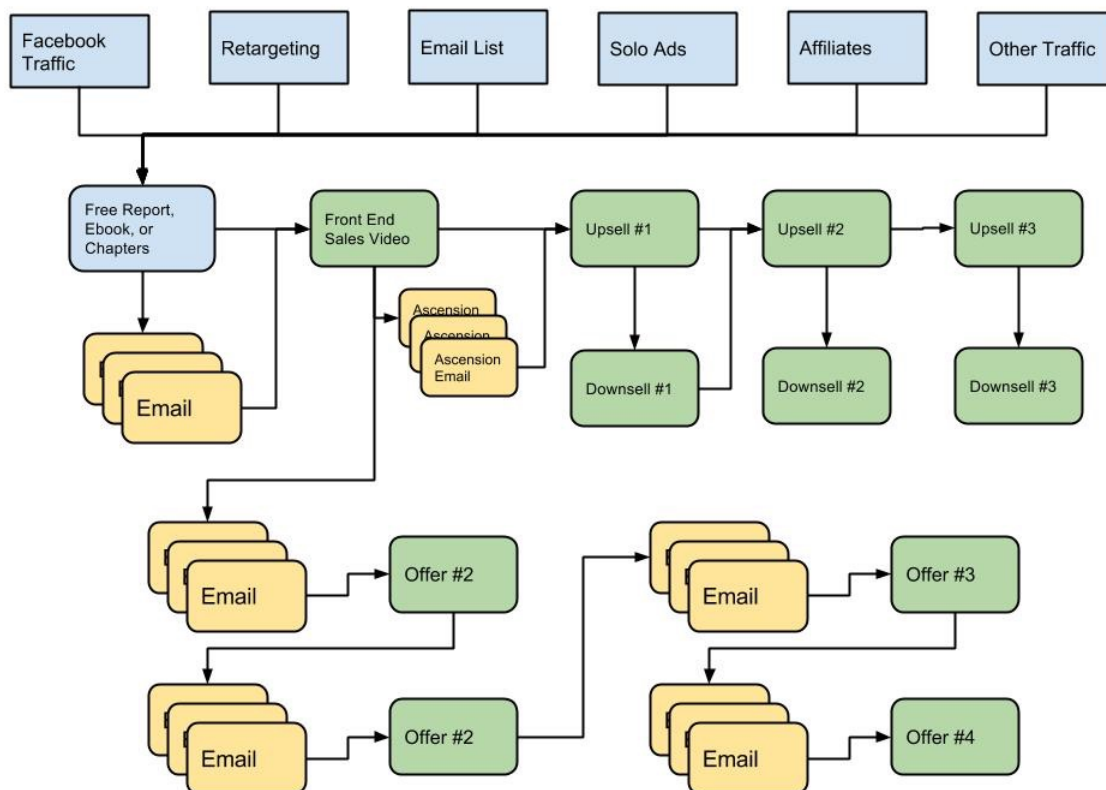 Facebook
Traffic
Retargeting
Email List
Solo Ads
Affiliates
Other Traffic
Free Report,
Ebook, or
Chapters
Front End
Sales Video
Upsell #1
Upsell #2
Upsell #3
Ascension
Ascension
Ascension
Email
Downsell #1
Downsell #2
Downsell #3
Email
Email
Offer #2
Email
Offer #3
Email
Offer #2
Email
Offer #4